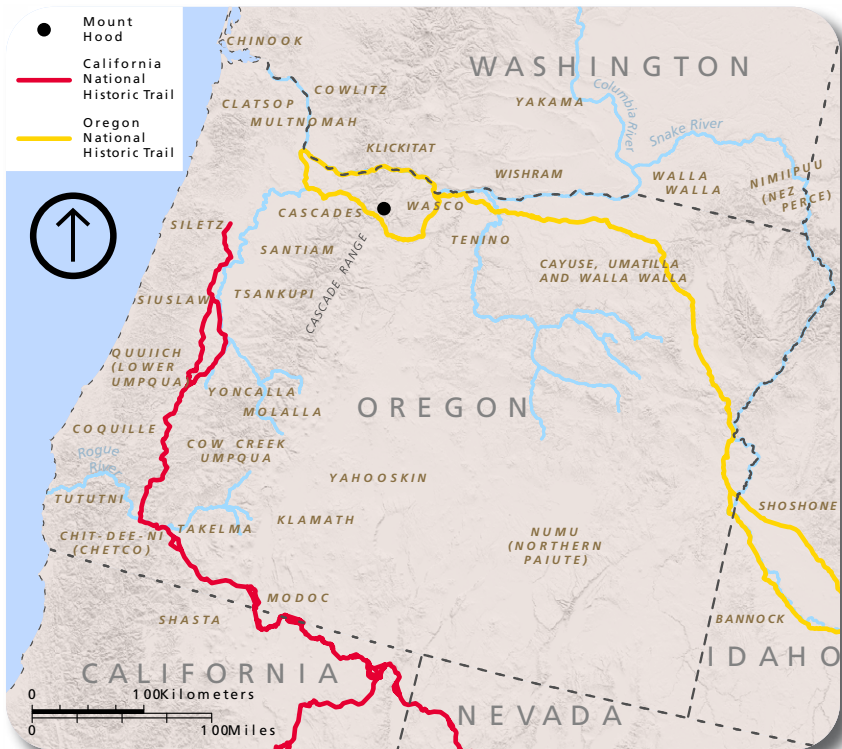 Mount
Hood
California
National
Historic Trail
Oregon
National
Historic Trail
CHINOOK
WASHINGTON
COWLITZ
CLATSOP
MULTNOMAH
YAKAMA
Columbia
River
Snake River
KLICKITAT
WISHRAM
WALLA
WALLA
NIMIIPUU
(NEZ
PERCE)
SILETZ
CASCADES
WASCO
SANTIAM
TENINO
CASCADE RANGE
CAYUSE, UMATILLA
AND WALLA WALLA
SIUSLAW
TSANKUPI
QUUIICH
(LOWER
UMPQUA)
YONCALLA
MOLALLA
OREGON
COQUILLE
COW CREEK
UMPQUA
Rogue
River
YAHOOSKIN
TUTUTNI
TAKELMA
KLAMATH
SHOSHONE
CHIT-DEE-NI
(CHETCO)
NUMU
(NORTHERN
PAIUTE)
MODOC
SHASTA
BANNOCK
CALIFORNIA
IDAHO
NEVADA
0 100Kilometers
0 100Miles